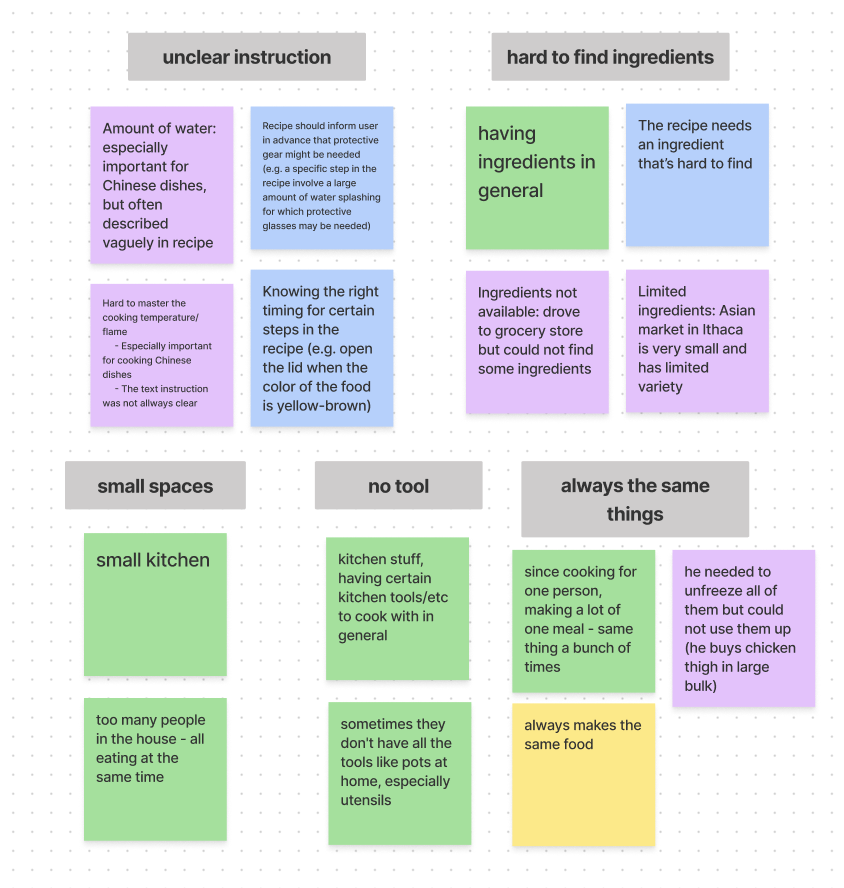 unclear instruction
Amount of water:
especially
important for
Chinese dishes,
but often
described
vaguely in recipe
Recipe should inform user
in advance that protective
gear might be needed
(e.g. a specific step in the
recipe involve a large
amount of water splashing
for which protective
glasses may be needed)
Hard to master the
cooking temperature/
flame
- Especially important
for cooking Chinese
dishes
- The text instruction
was not allways clear
Knowing the right
timing for certain
steps in the
recipe (e.g. open
the lid when the
color of the food
is yellow-brown)
hard to find ingredients
having
ingredients in
general
The recipe needs
an ingredient
that's hard to find
Ingredients not
available: drove
to grocery store
but could not find
some ingredients
Limited
ingredients: Asian
market in Ithaca
is very small and
has limited
variety
small spaces
small kitchen
too many people
in the house - all
eating at the
same time
no tool
kitchen stuff,
having certain
kitchen tools/etc
to cook with in
general
sometimes they
don't have all the
tools like pots at
home, especially
utensils
always the same
things
since cooking for
one person,
making a lot of
one meal - same
thing a bunch of
times
he needed to
unfreeze all of
them but could
not use them up
(he buys chicken
thigh in large
bulk)
always makes the
same food